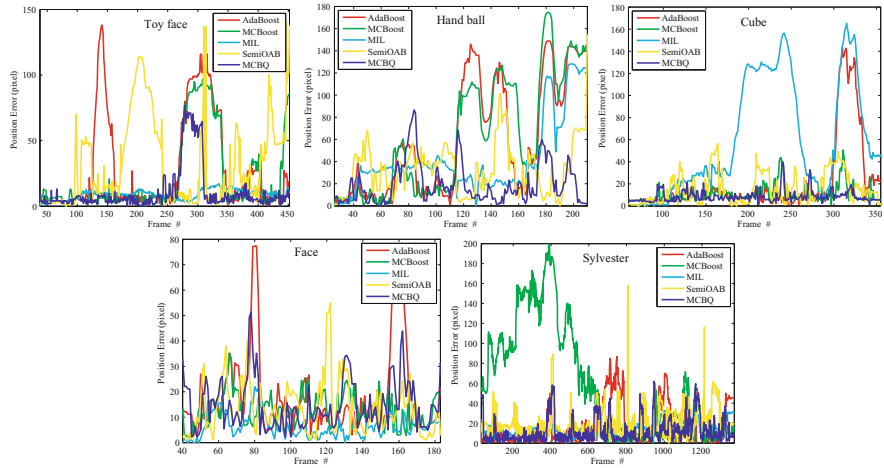 Toy face
Position Error (pixel)
150
100
50
0
AdaBoost
MCBoost
MIL
SemiOAB
MCBQ
50 100 150 200 250 300 350 400 450
Frame #
Hand ball
Position Error (pixel)
180
160
140
120
100
80
60
40
20
0
AdaBoost
MCBoost
MIL
SemiOAB
MCBQ
40 60 80 100 120 140 160 180 200
Frame #
Cube
Position Error (pixel)
180
160
140
120
100
80
60
40
20
0
AdaBoost
MCBoost
MIL
SemiOAB
MCBQ
50 100 150 200 250 300 350
Frame #
Face
Position Error (pixel)
80
70
60
50
40
30
20
10
0
AdaBoost
MCBoost
MIL
SemiOAB
MCBQ
40 60 80 100 120 140 160 180
Frame #
Sylvester
Position Error (pixel)
200
180
160
140
120
100
80
60
40
20
0
AdaBoost
MCBoost
MIL
SemiOAB
MCBQ
200 400 600 800 1000 1200
Frame #